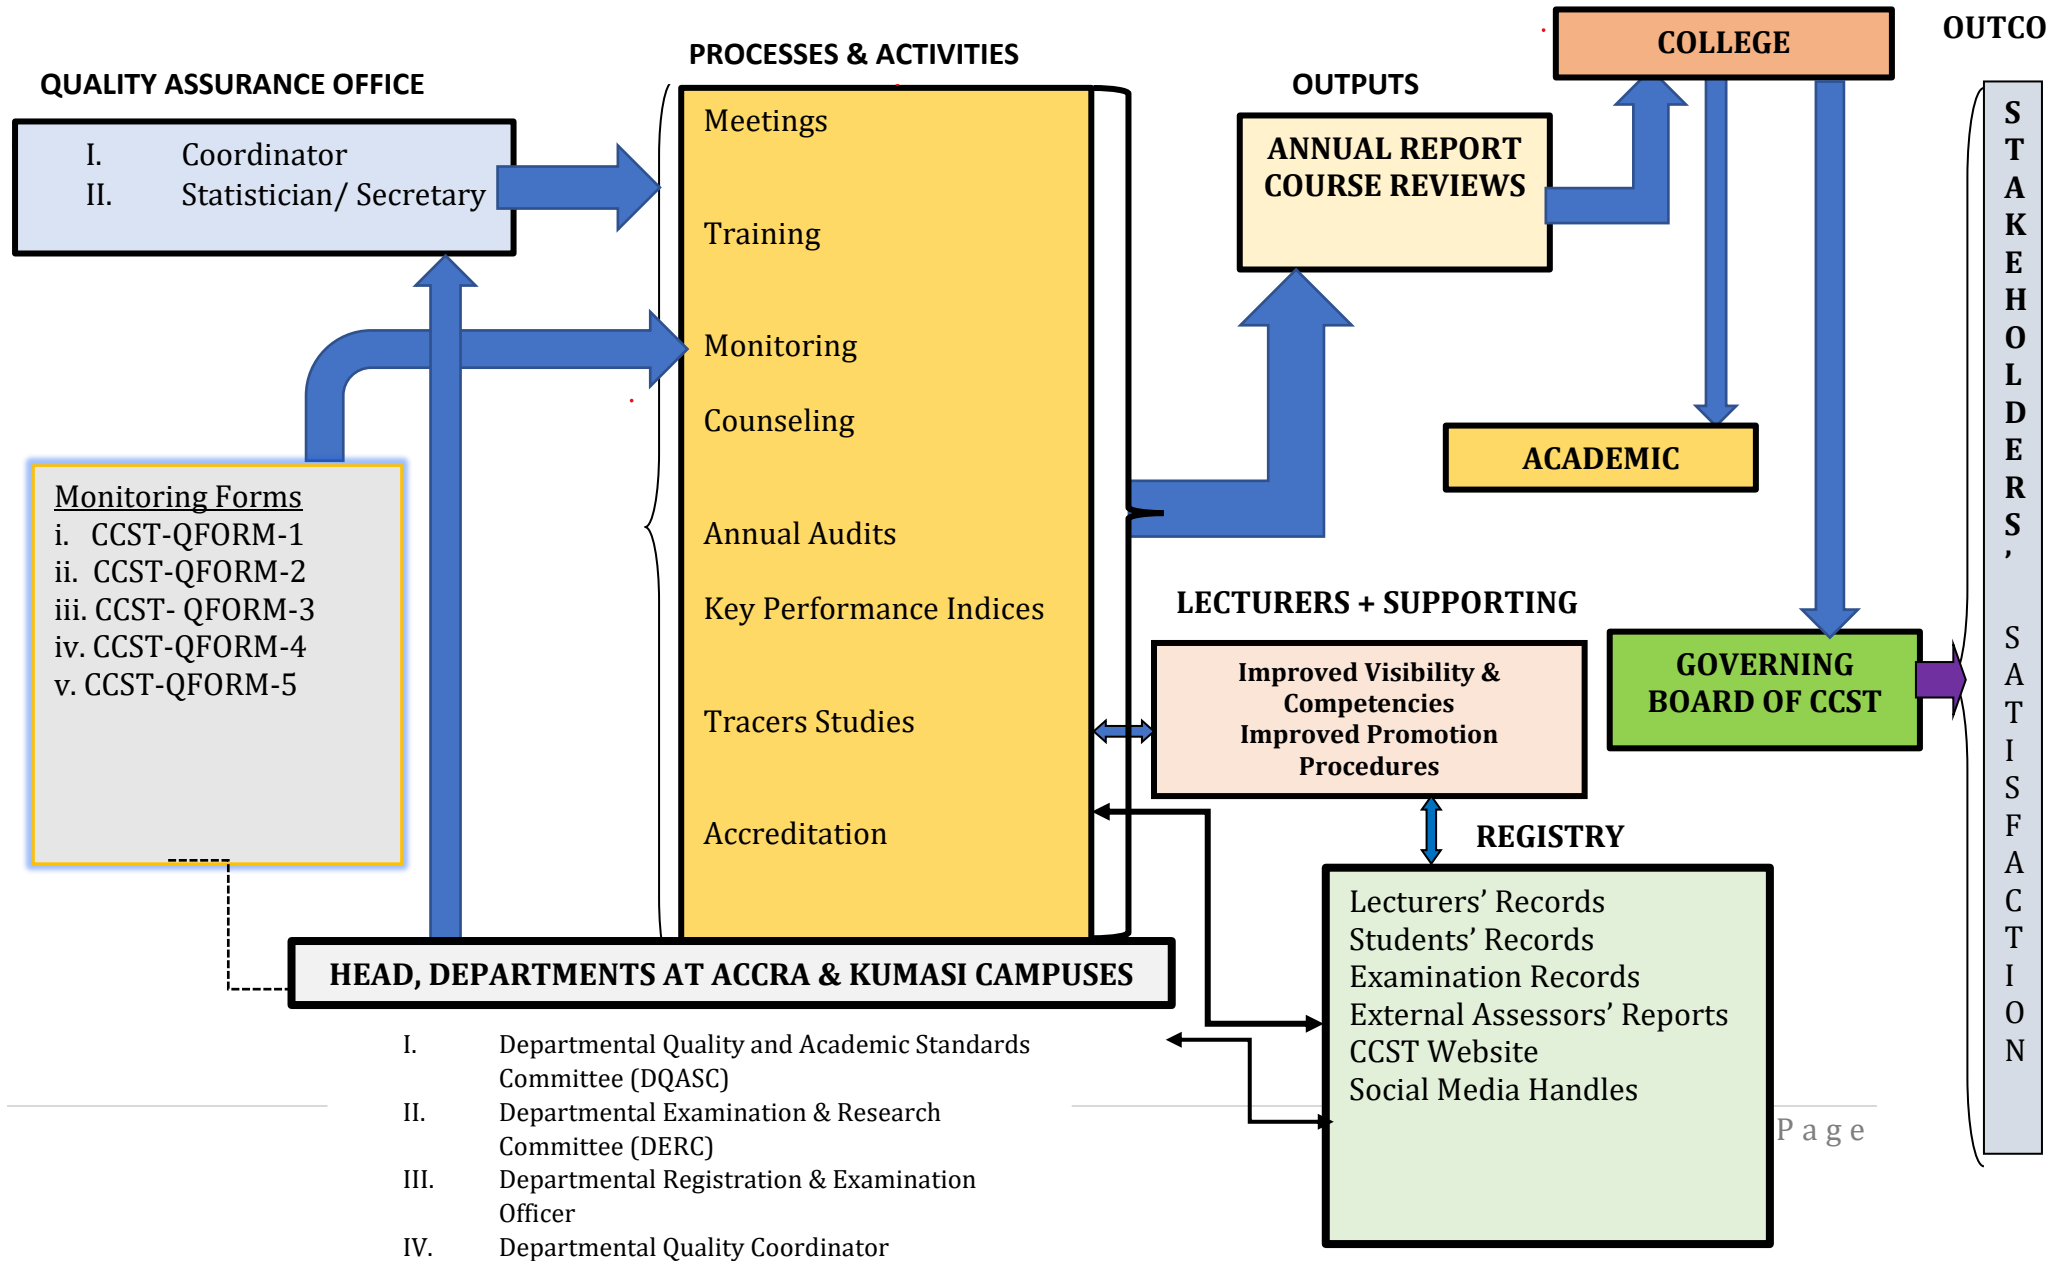 QUALITY ASSURANCE OFFICE
I. Coordinator
II. Statistician/ Secretary
Monitoring Forms
i. CCST-QFORM-1
ii. CCST-QFORM-2
iii. CCST- QFORM-3
iv. CCST-QFORM-4
v. CCST-QFORM-5
PROCESSES & ACTIVITIES
Meetings
Training
Monitoring
Counseling
Annual Audits
Key Performance Indices
Tracers Studies
Accreditation
HEAD, DEPARTMENTS AT ACCRA & KUMASI CAMPUSES
I. Departmental Quality and Academic Standards
Committee (DQASC)
II. Departmental Examination & Research
Committee (DERC)
III. Departmental Registration & Examination
Officer
IV. Departmental Quality Coordinator
OUTPUTS
ANNUAL REPORT
COURSE REVIEWS
COLLEGE
ACADEMIC
LECTURERS + SUPPORTING
Improved Visibility &
Competencies
Improved Promotion
Procedures
GOVERNING
BOARD OF CCST
REGISTRY
Lecturers’ Records
Students’ Records
Examination Records
External Assessors’ Reports
CCST Website
Social Media Handles
P a g e
OUTCO
S
T
A
K
E
H
O
L
D
E
R
S
’
S
A
T
I
S
F
A
C
T
I
O
N